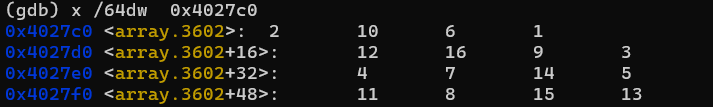 (gdb) x /64dw  0x4027c0
0x4027c0 <array.3602>:  2       10      6       1
0x4027d0 <array.3602+16>:       12      16      9       3
0x4027e0 <array.3602+32>:       4       7       14      5
0x4027f0 <array.3602+48>:       11      8       15      13